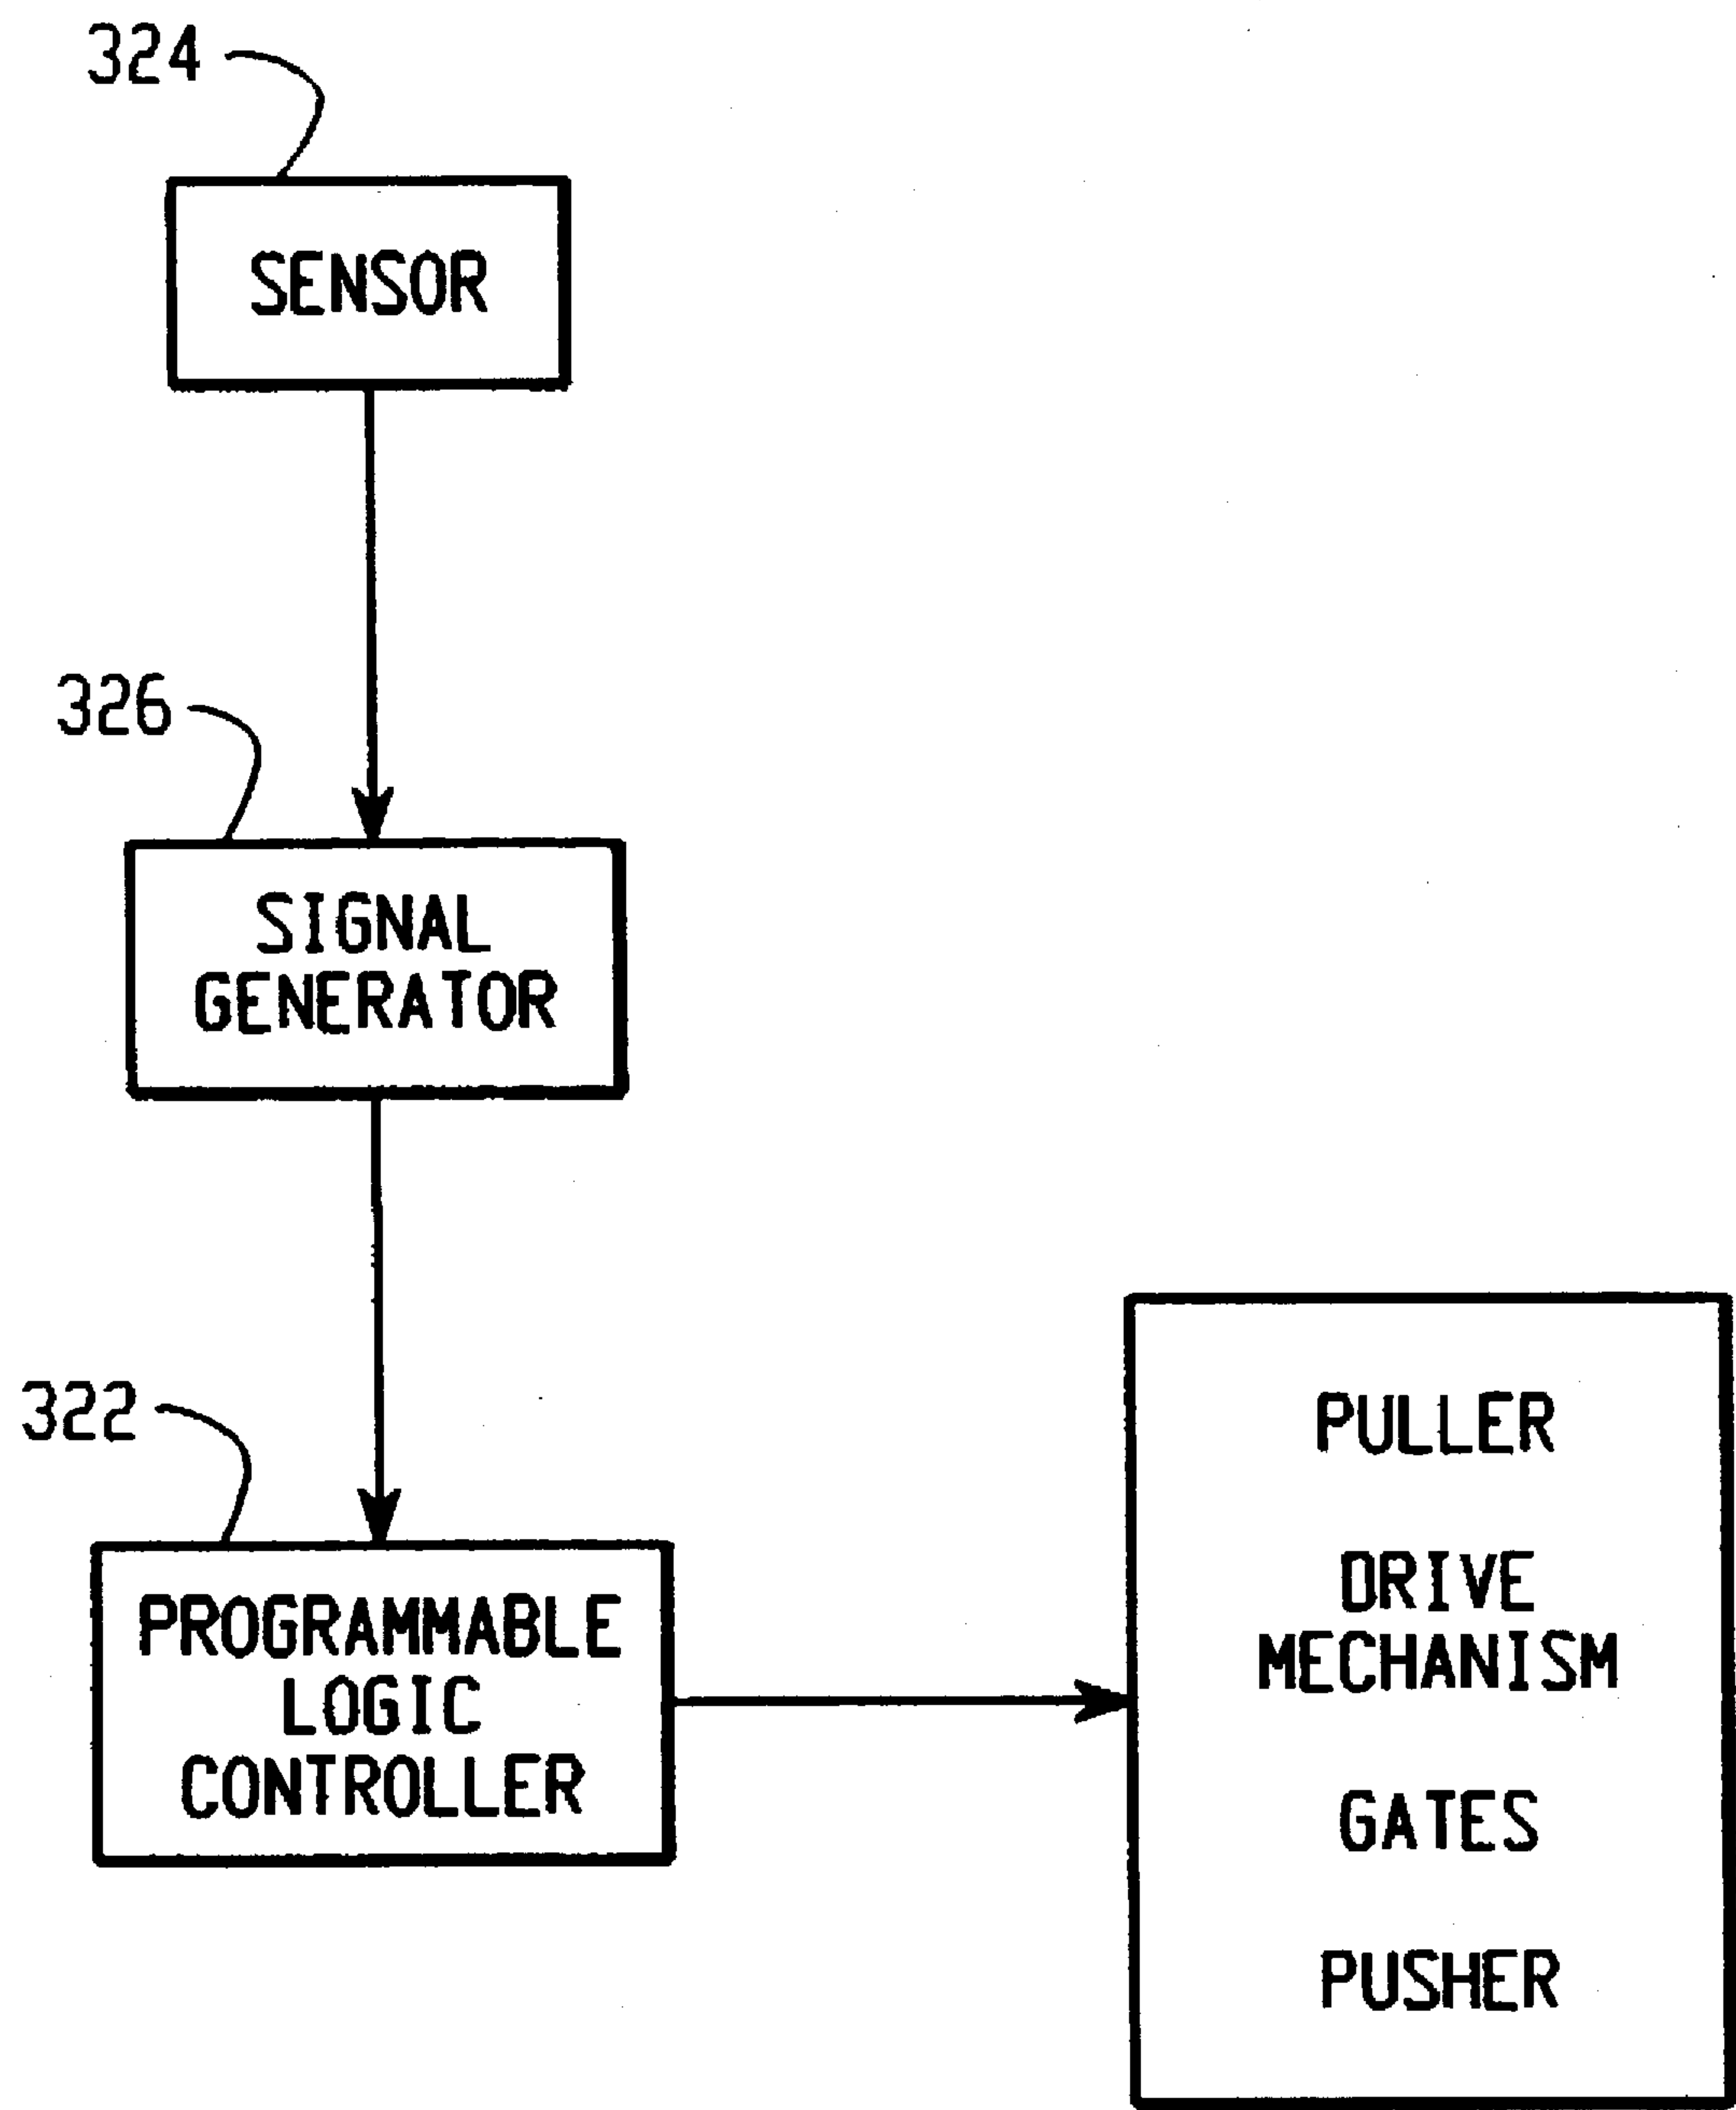 324
SENSOR
326
SIGNAL
GENERATOR
322
PROGRAMMABLE
LOGIC
CONTROLLER
PULLER
DRIVE
MECHANISM
GATES
PUSHER